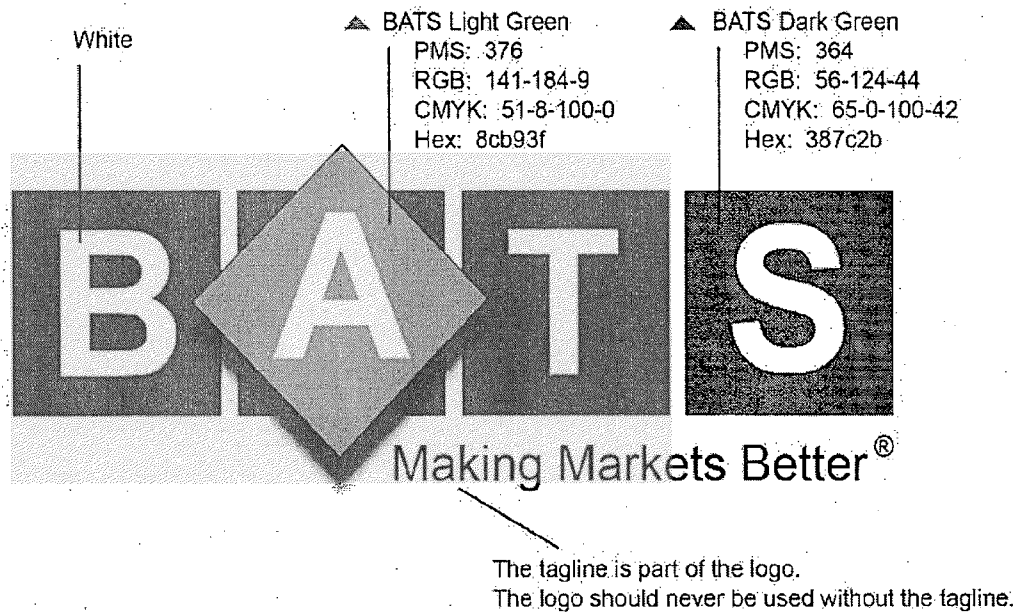 White
BATS Light Green
PMS: 376
RGB: 141-184-9
CMYK: 51-8-100-0
Hex: 8cb93f
BATS Dark Green
PMS: 364
RGB: 56-124-44
CMYK: 65-0-100-42
Hex: 387c2b
BATS
Making Markets Better®
The tagline is part of the logo.
The logo should never be used without the tagline.